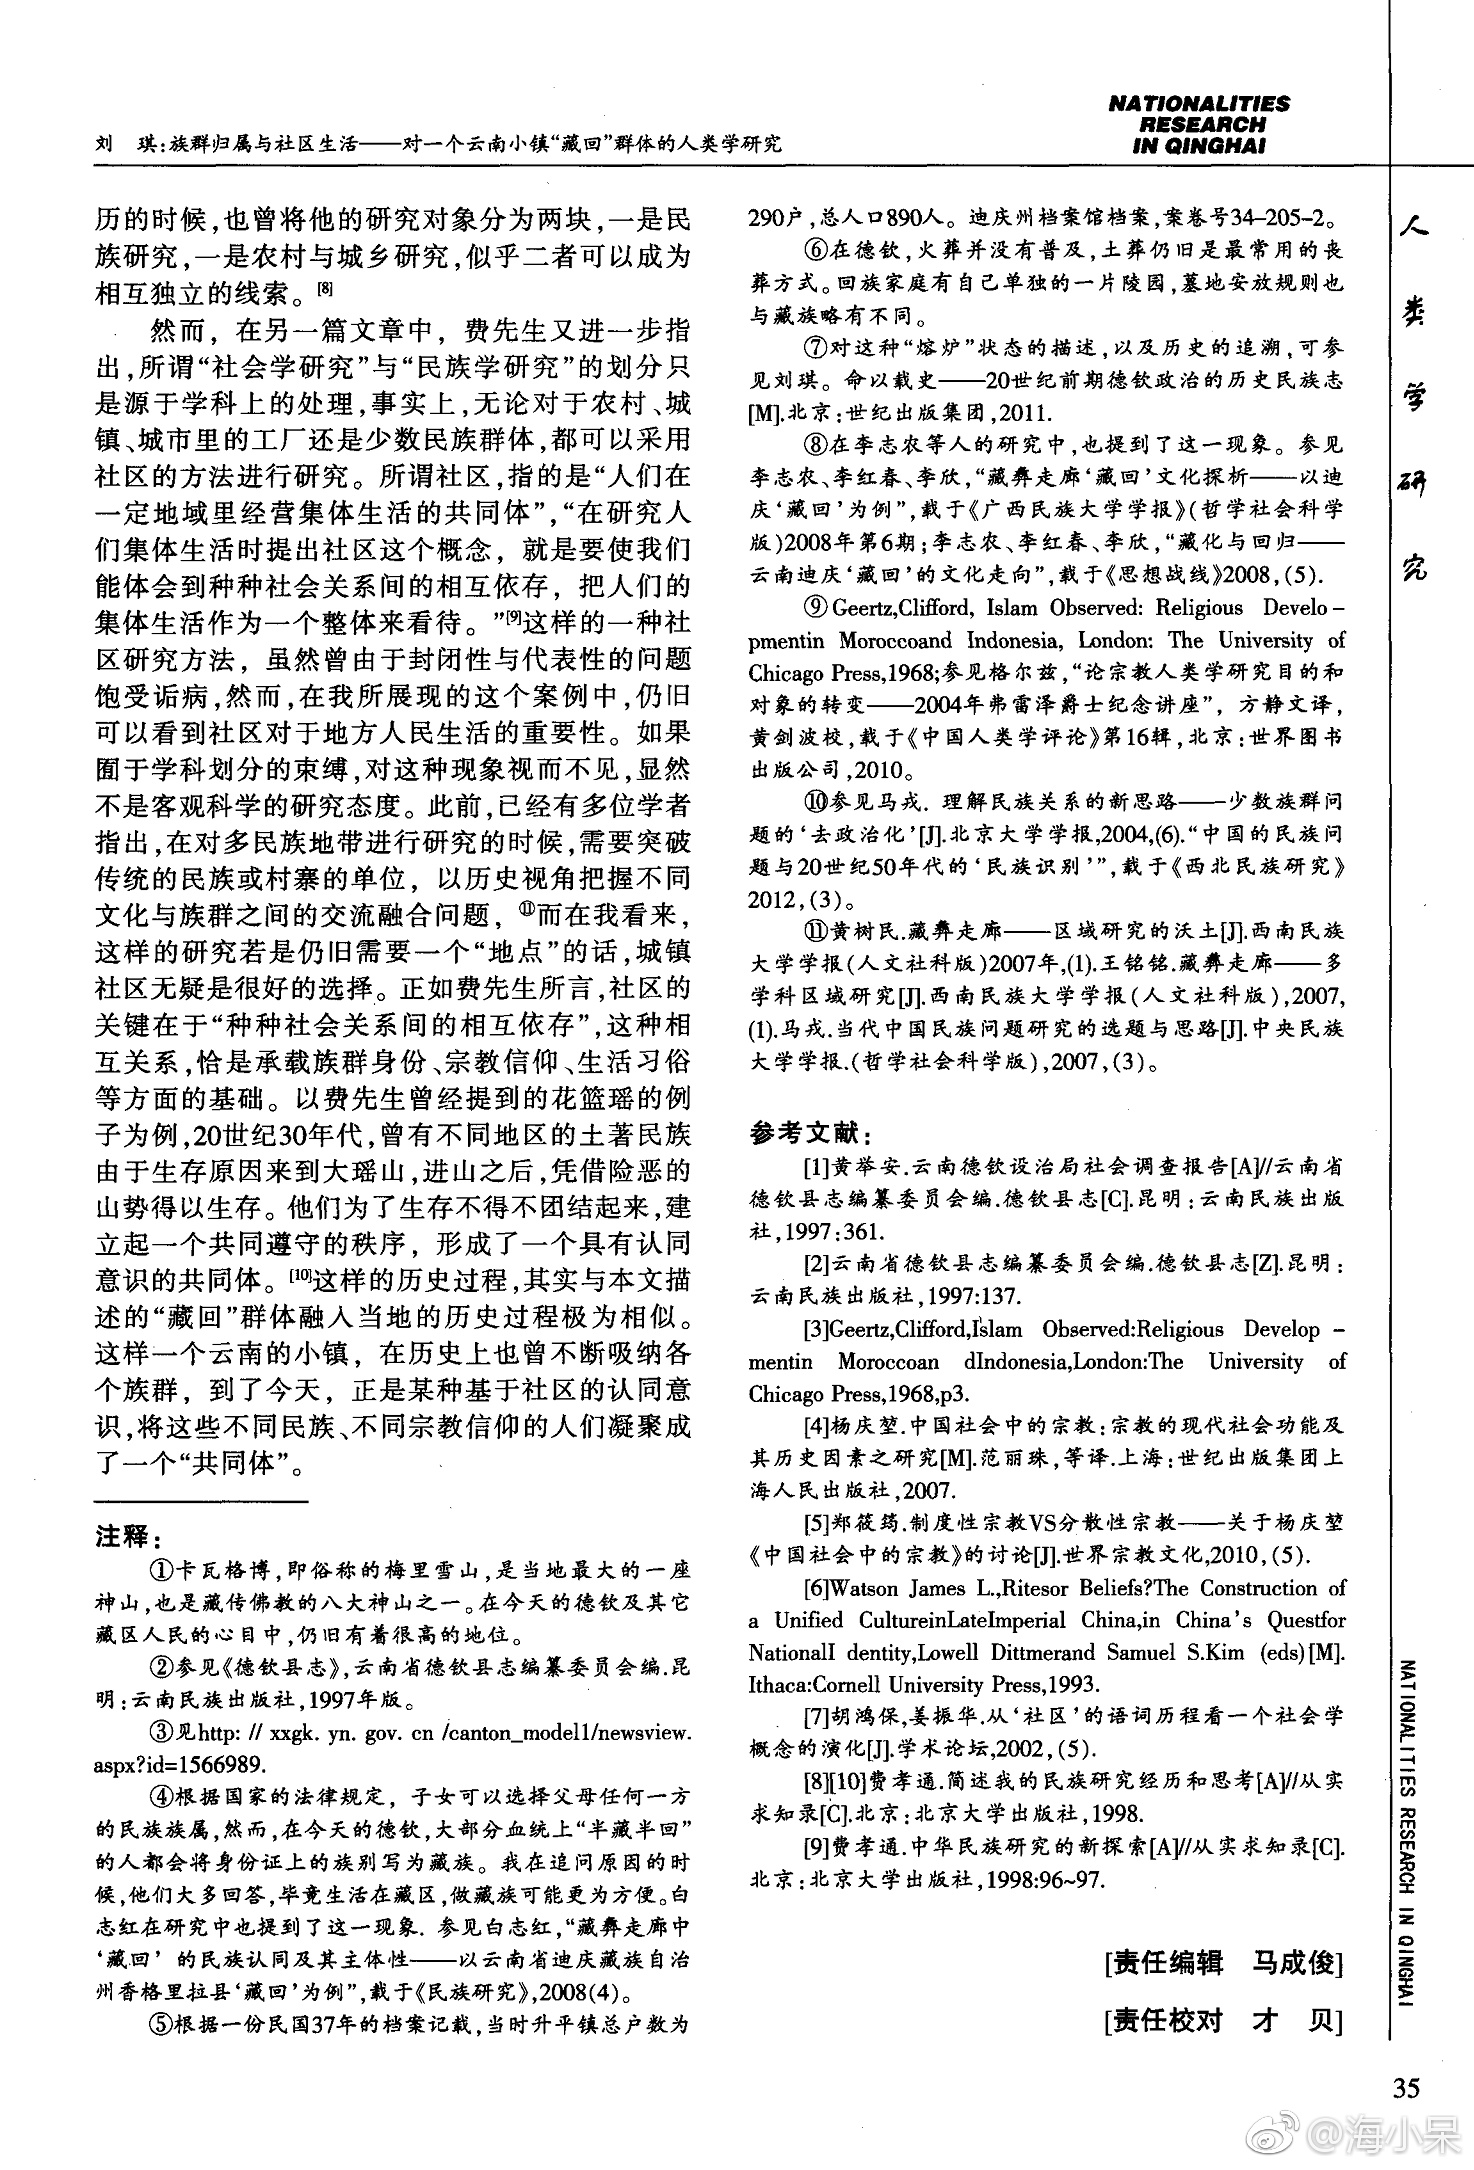 NATIONALITIES
RESEARCH
IN QINGHAI
刘　琪:族群归属与社区生活——对一个云南小镇“藏回”群体的人类学研究
历的时候,也曾将他的研究对象分为两块,一是民
族研究,一是农村与城乡研究,似乎二者可以成为
相互独立的线索。[8]
然而，在另一篇文章中，费先生又进一步指
出,所谓“社会学研究”与“民族学研究”的划分只
是源于学科上的处理,事实上,无论对于农村、城
镇、城市里的工厂还是少数民族群体,都可以采用
社区的方法进行研究。所谓社区,指的是“人们在
一定地域里经营集体生活的共同体”,“在研究人
们集体生活时提出社区这个概念，就是要使我们
能体会到种种社会关系间的相互依存，把人们的
集体生活作为一个整体来看待。”[9]这样的一种社
区研究方法，虽然曾由于封闭性与代表性的问题
饱受诟病,然而,在我所展现的这个案例中,仍旧
可以看到社区对于地方人民生活的重要性。如果
囿于学科划分的束缚,对这种现象视而不见,显然
不是客观科学的研究态度。此前,已经有多位学者
指出,在对多民族地带进行研究的时候,需要突破
传统的民族或村寨的单位，以历史视角把握不同
文化与族群之间的交流融合问题，⑪而在我看来,
这样的研究若是仍旧需要一个“地点”的话,城镇
社区无疑是很好的选择。正如费先生所言,社区的
关键在于“种种社会关系间的相互依存”,这种相
互关系,恰是承载族群身份、宗教信仰、生活习俗
等方面的基础。以费先生曾经提到的花篮瑶的例
子为例,20世纪30年代,曾有不同地区的土著民族
由于生存原因来到大瑶山,进山之后,凭借险恶的
山势得以生存。他们为了生存不得不团结起来,建
立起一个共同遵守的秩序，形成了一个具有认同
意识的共同体。[10]这样的历史过程,其实与本文描
述的“藏回”群体融入当地的历史过程极为相似。
这样一个云南的小镇，在历史上也曾不断吸纳各
个族群，到了今天，正是某种基于社区的认同意
识,将这些不同民族、不同宗教信仰的人们凝聚成
了一个“共同体”。
注释：
①卡瓦格博,即俗称的梅里雪山,是当地最大的一座
神山,也是藏传佛教的八大神山之一。在今天的德钦及其它
藏区人民的心目中,仍旧有着很高的地位。
②参见《德钦县志》,云南省德钦县志编纂委员会编.昆
明:云南民族出版社,1997年版。
③见http: // xxgk. yn. gov. cn /canton_model1/newsview.
aspx?id=1566989.
④根据国家的法律规定，子女可以选择父母任何一方
的民族族属,然而,在今天的德钦,大部分血统上“半藏半回”
的人都会将身份证上的族别写为藏族。我在追问原因的时
候,他们大多回答,毕竟生活在藏区,做藏族可能更为方便。白
志红在研究中也提到了这一现象. 参见白志红,“藏彝走廊中
‘藏回’的民族认同及其主体性——以云南省迪庆藏族自治
州香格里拉县‘藏回’为例”,载于《民族研究》,2008(4)。
⑤根据一份民国37年的档案记载,当时升平镇总户数为
290户,总人口890人。迪庆州档案馆档案,案卷号34-205-2。
⑥在德钦,火葬并没有普及,土葬仍旧是最常用的丧
葬方式。回族家庭有自己单独的一片陵园,墓地安放规则也
与藏族略有不同。
⑦对这种“熔炉”状态的描述,以及历史的追溯,可参
见刘琪。命以载史——20世纪前期德钦政治的历史民族志
[M].北京:世纪出版集团,2011.
⑧在李志农等人的研究中,也提到了这一现象。参见
李志农、李红春、李欣,“藏彝走廊‘藏回’文化探析——以迪
庆‘藏回’为例”,载于《广西民族大学学报》(哲学社会科学
版)2008年第6期;李志农、李红春、李欣,“藏化与回归——
云南迪庆‘藏回’的文化走向”,载于《思想战线》2008,(5).
⑨Geertz,Clifford, Islam Observed: Religious Develo-
pmentin Moroccoand Indonesia, London: The University of
Chicago Press,1968;参见格尔兹,“论宗教人类学研究目的和
对象的转变——2004年弗雷泽爵士纪念讲座”，方静文译,
黄剑波校,载于《中国人类学评论》第16辑,北京:世界图书
出版公司,2010。
⑩参见马戎. 理解民族关系的新思路——少数族群问
题的‘去政治化’[J].北京大学学报,2004,(6).“中国的民族问
题与20世纪50年代的‘民族识别’”,载于《西北民族研究》
2012,(3)。
⑪黄树民.藏彝走廊——区域研究的沃土[J].西南民族
大学学报(人文社科版)2007年,(1).王铭铭.藏彝走廊——多
学科区域研究[J].西南民族大学学报(人文社科版),2007,
(1).马戎.当代中国民族问题研究的选题与思路[J].中央民族
大学学报.(哲学社会科学版),2007,(3)。
参考文献：
[1]黄举安.云南德钦设治局社会调查报告[A]//云南省
德钦县志编纂委员会编.德钦县志[C].昆明:云南民族出版
社,1997:361.
[2]云南省德钦县志编纂委员会编.德钦县志[Z].昆明:
云南民族出版社,1997:137.
[3]Geertz,Clifford,Islam Observed:Religious Develop-
mentin Moroccoan dIndonesia,London:The University of
Chicago Press,1968,p3.
[4]杨庆堃.中国社会中的宗教:宗教的现代社会功能及
其历史因素之研究[M].范丽珠,等译.上海:世纪出版集团上
海人民出版社,2007.
[5]郑筱筠.制度性宗教VS分散性宗教——关于杨庆堃
《中国社会中的宗教》的讨论[J].世界宗教文化,2010,(5).
[6]Watson James L.,Ritesor Beliefs?The Construction of
a Unified CultureinLateImperial China,in China's Questfor
NationalI dentity,Lowell Dittmerand Samuel S.Kim (eds)[M].
Ithaca:Cornell University Press,1993.
[7]胡鸿保,姜振华.从‘社区’的语词历程看一个社会学
概念的演化[J].学术论坛,2002,(5).
[8][10]费孝通.简述我的民族研究经历和思考[A]//从实
求知录[C].北京:北京大学出版社,1998.
[9]费孝通.中华民族研究的新探索[A]//从实求知录[C].
北京:北京大学出版社,1998:96~97.
[责任编辑　马成俊]
[责任校对　才　贝]
人类学研究
NATIONALITIES RESEARCH IN QINGHAI
35
@海小呆